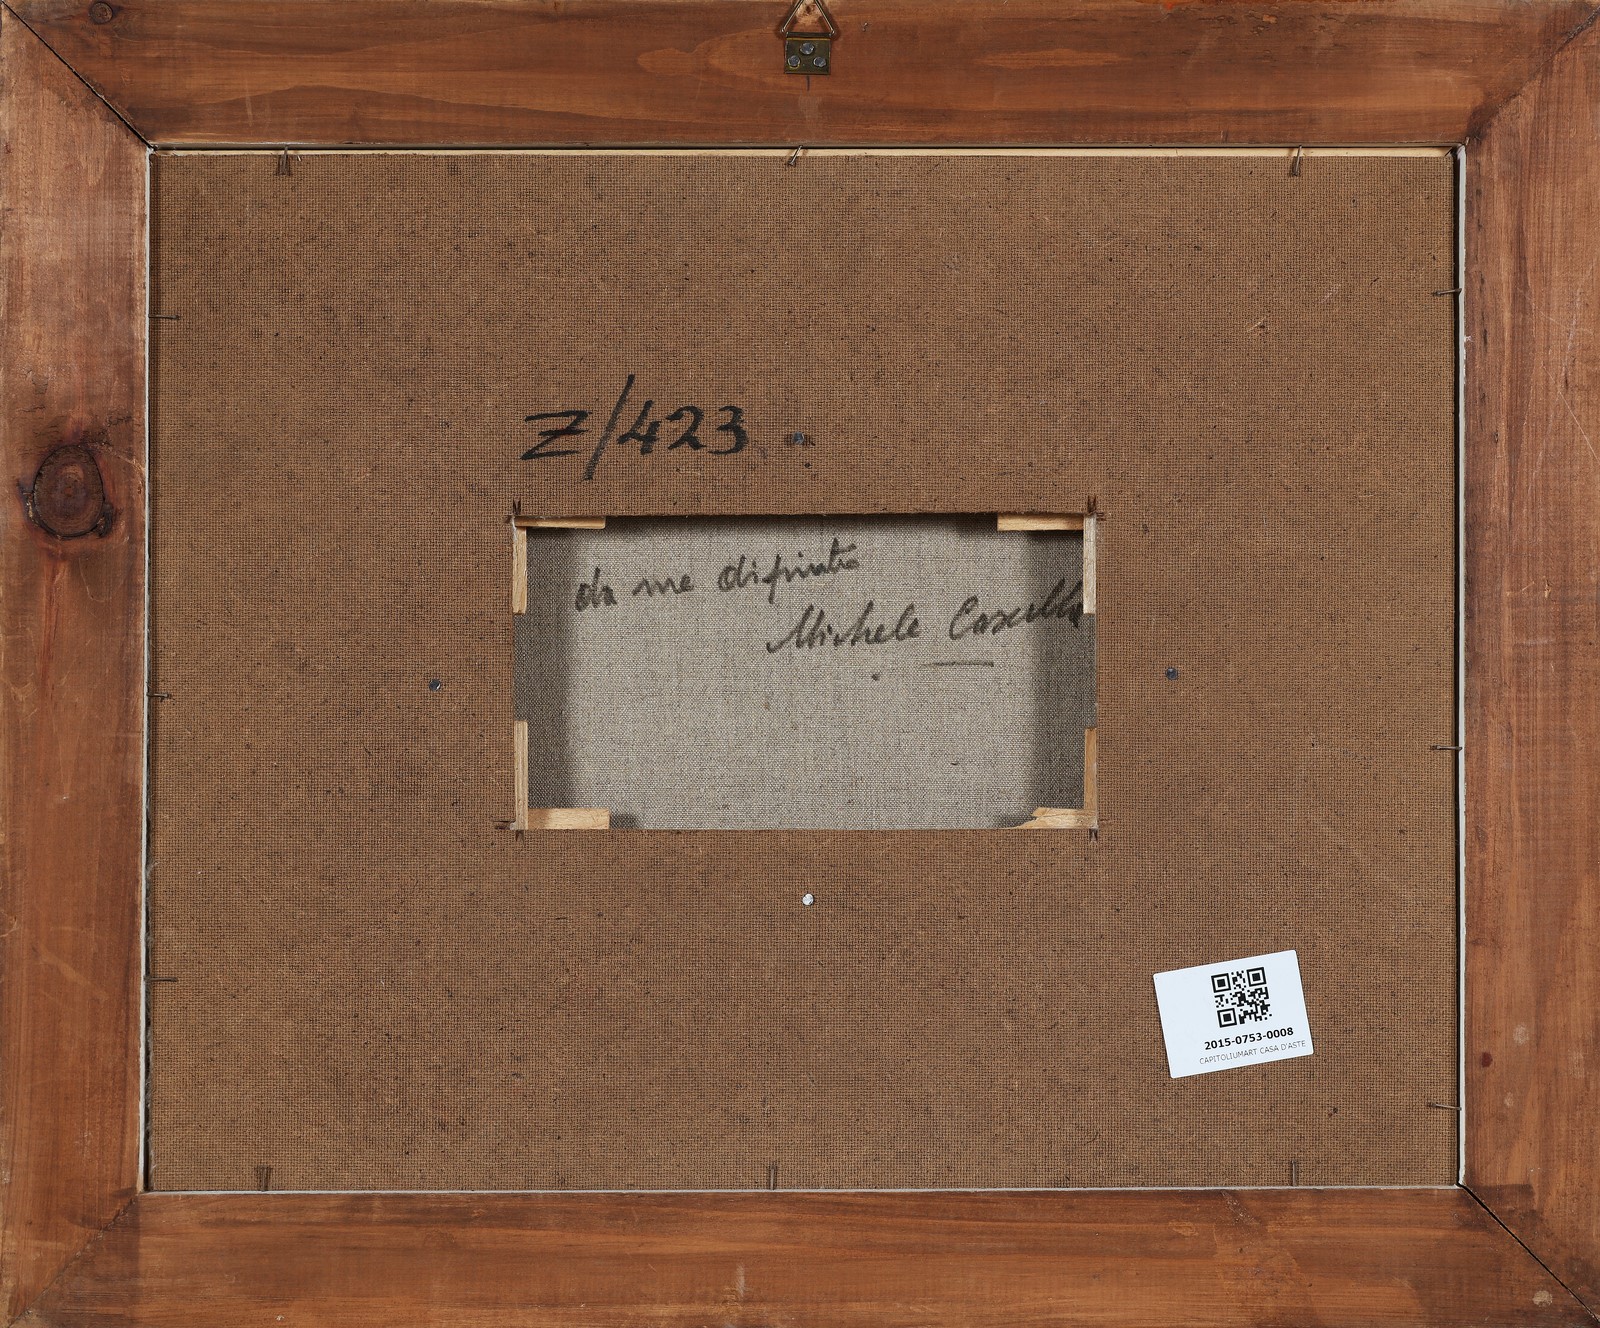 Z/423
da me dipinto
Michele Cascella
2015-0753-0008
CAPITOLIUMART CASA D'ASTE